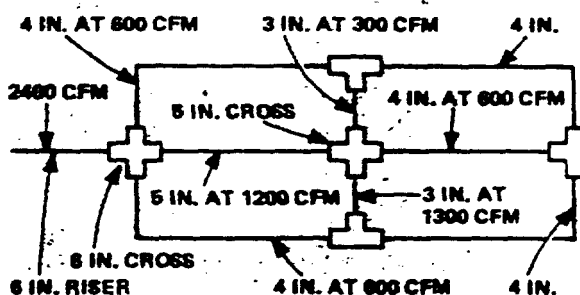 4 IN. AT 600 CFM
3 IN. AT 300 CFM
4 IN.
2400 CFM
5 IN. CROSS
4 IN. AT 600 CFM
5 IN. AT 1200 CFM
3 IN. AT
1300 CFM
6 IN. CROSS
6 IN. RISER
4 IN. AT 600 CFM
4 IN.